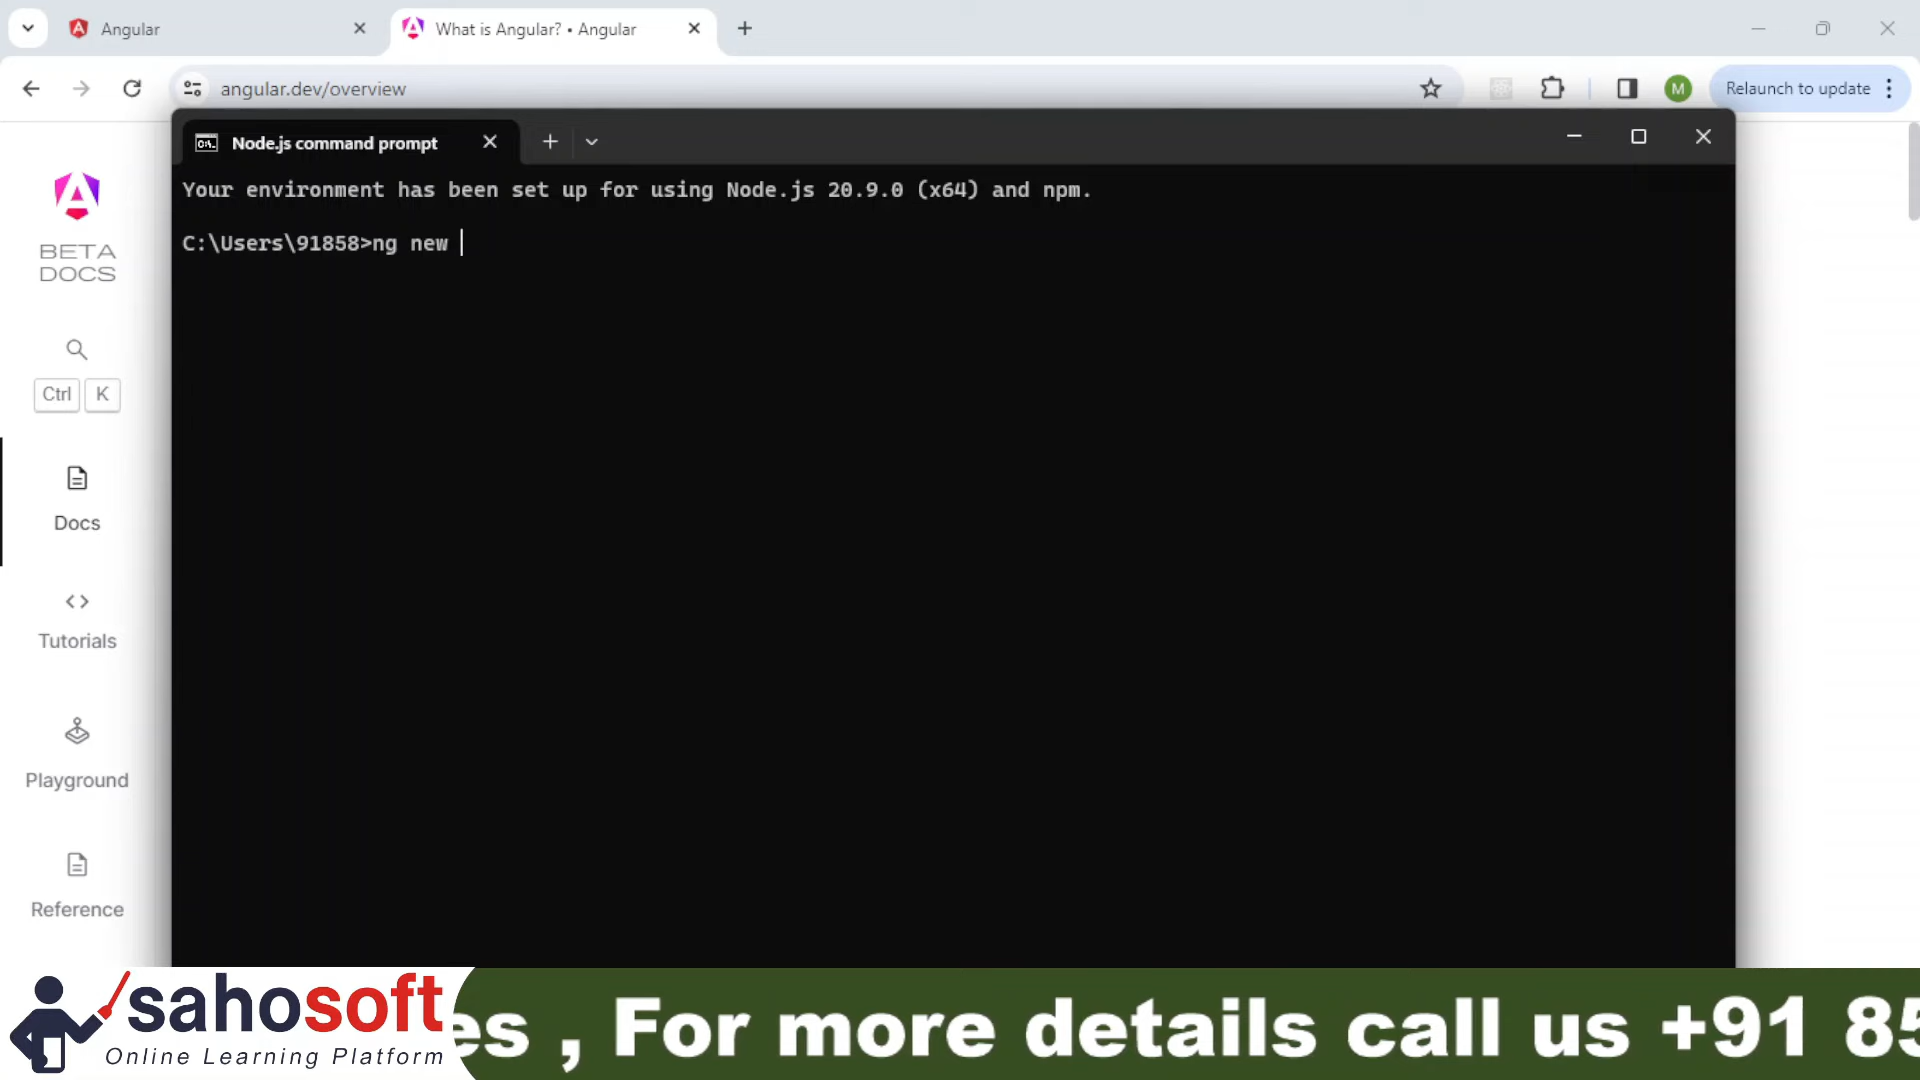 Angular
What is Angular? • Angular
angular.dev/overview
Relaunch to update
M
Node.js command prompt
Your environment has been set up for using Node.js 20.9.0 (x64) and npm.
C:\Users\91858>ng new
BETA
DOCS
Ctrl K
Docs
Tutorials
Playground
Reference
sahosoft
Online Learning Platform
es , For more details call us +91 85